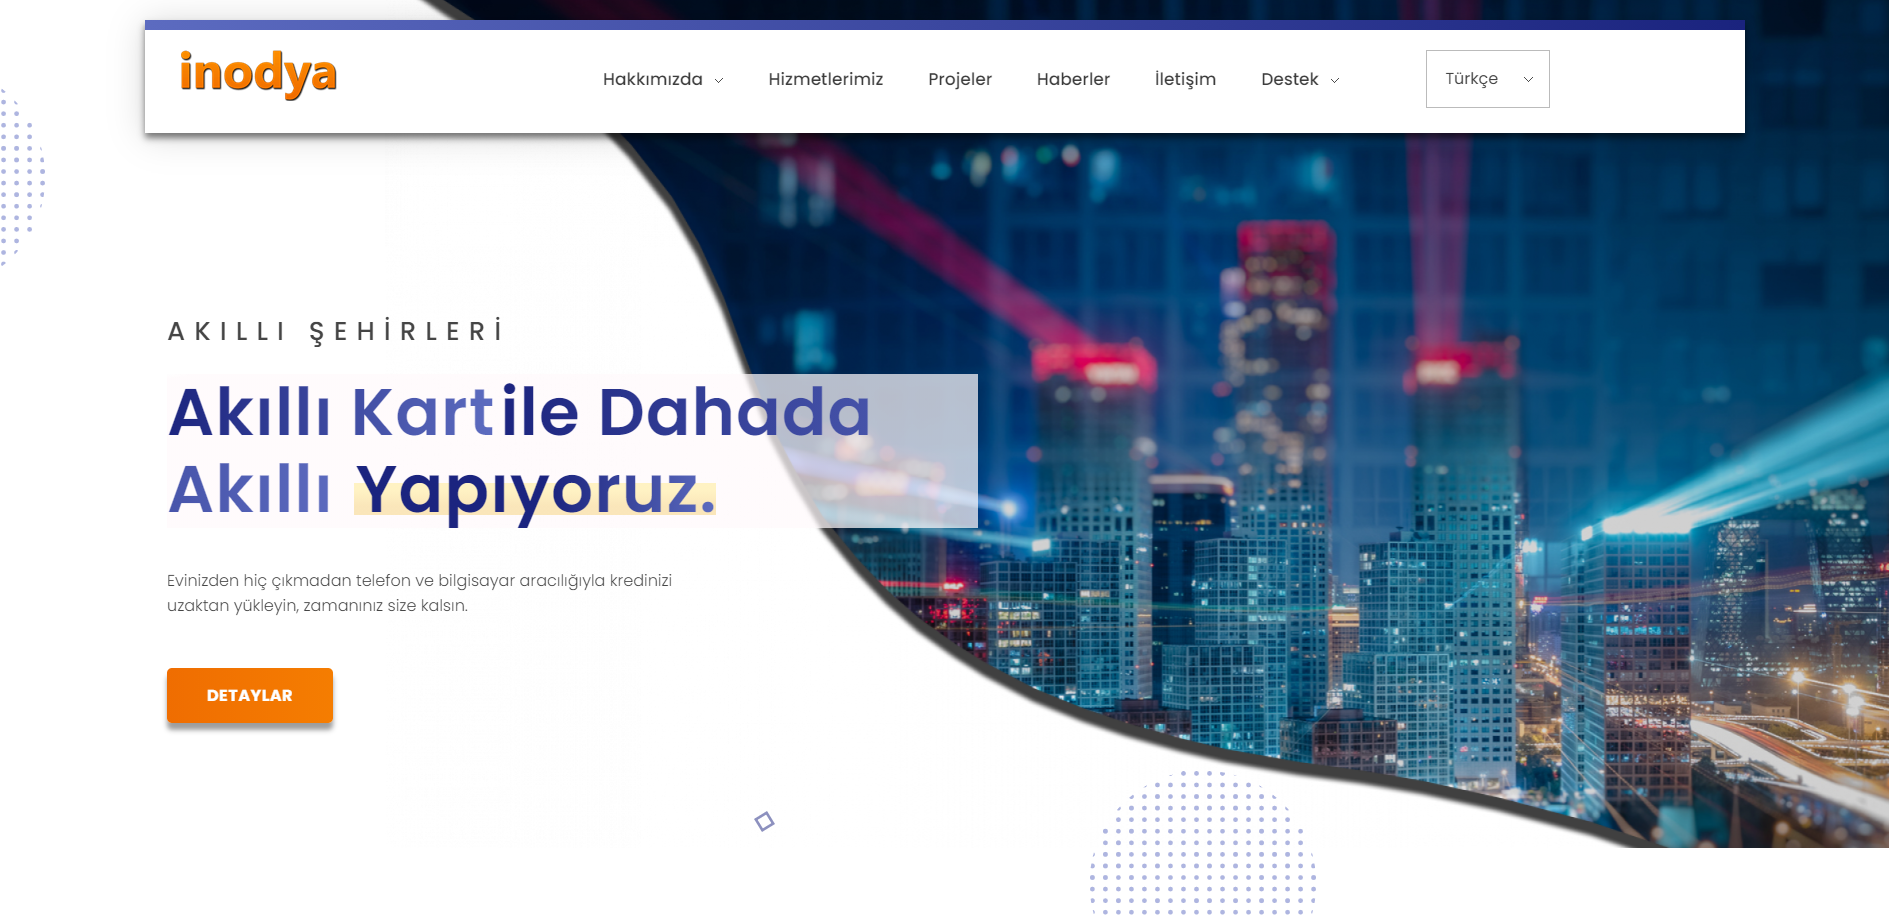 inodya
Hakkımızda Hizmetlerimiz Projeler Haberler İletişim Destek Türkçe
AKILLI ŞEHİRLERİ
Akıllı Kart ile Dahada
Akıllı Yapıyoruz.
Evinizden hiç çıkmadan telefon ve bilgisayar aracılığıyla kredinizi
uzaktan yükleyin, zamanınız size kalsın.
DETAYLAR